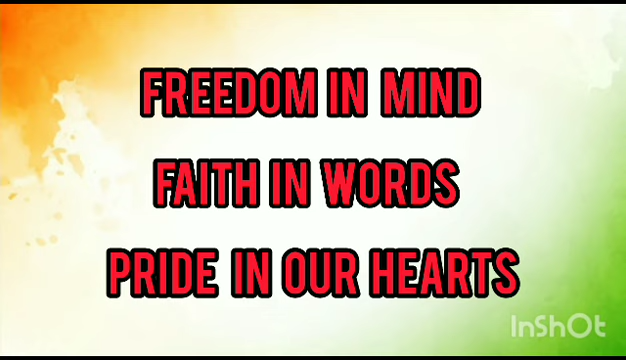 FREEDOM IN MIND
FAITH IN WORDS
PRIDE IN OUR HEARTS
InShOt